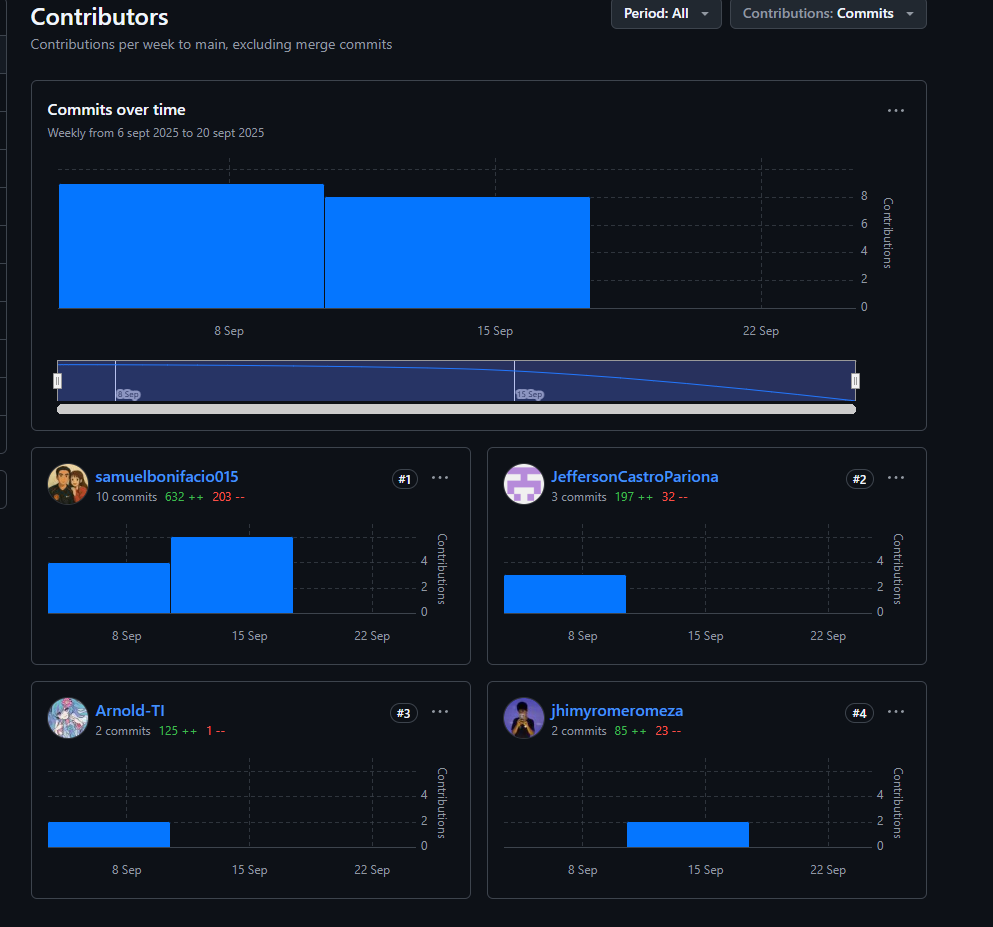 Contributors
Period: All
Contributions: Commits
Contributions per week to main, excluding merge commits
Commits over time
Weekly from 6 sept 2025 to 20 sept 2025
8
6
4
2
0
Contributions
8 Sep
15 Sep
22 Sep
8 Sep
15 Sep
samuelbonifacio015
#1
10 commits 632 ++ 203 --
4
2
0
Contributions
8 Sep
15 Sep
22 Sep
JeffersonCastroPariona
#2
3 commits 197 ++ 32 --
4
2
0
Contributions
8 Sep
15 Sep
22 Sep
Arnold-TI
#3
2 commits 125 ++ 1 --
4
2
0
Contributions
8 Sep
15 Sep
22 Sep
jhimyromeromeza
#4
2 commits 85 ++ 23 --
4
2
0
Contributions
8 Sep
15 Sep
22 Sep